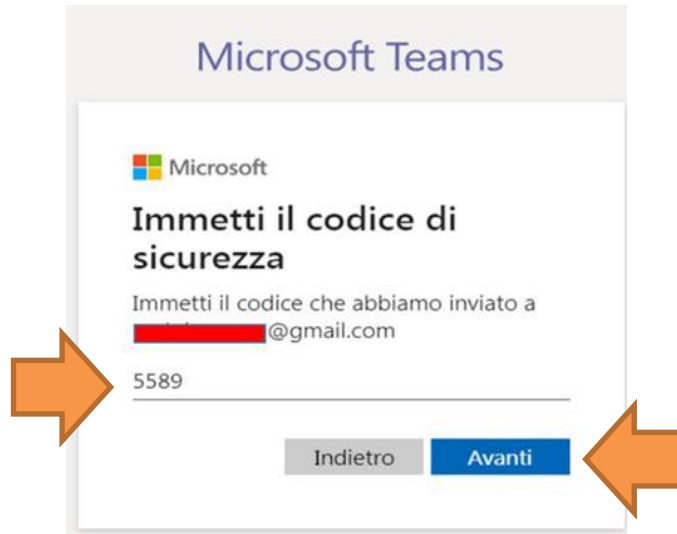 Microsoft Teams
Microsoft
Immetti il codice di
sicurezza
Immetti il codice che abbiamo inviato a
@gmail.com
5589
Indietro Avanti